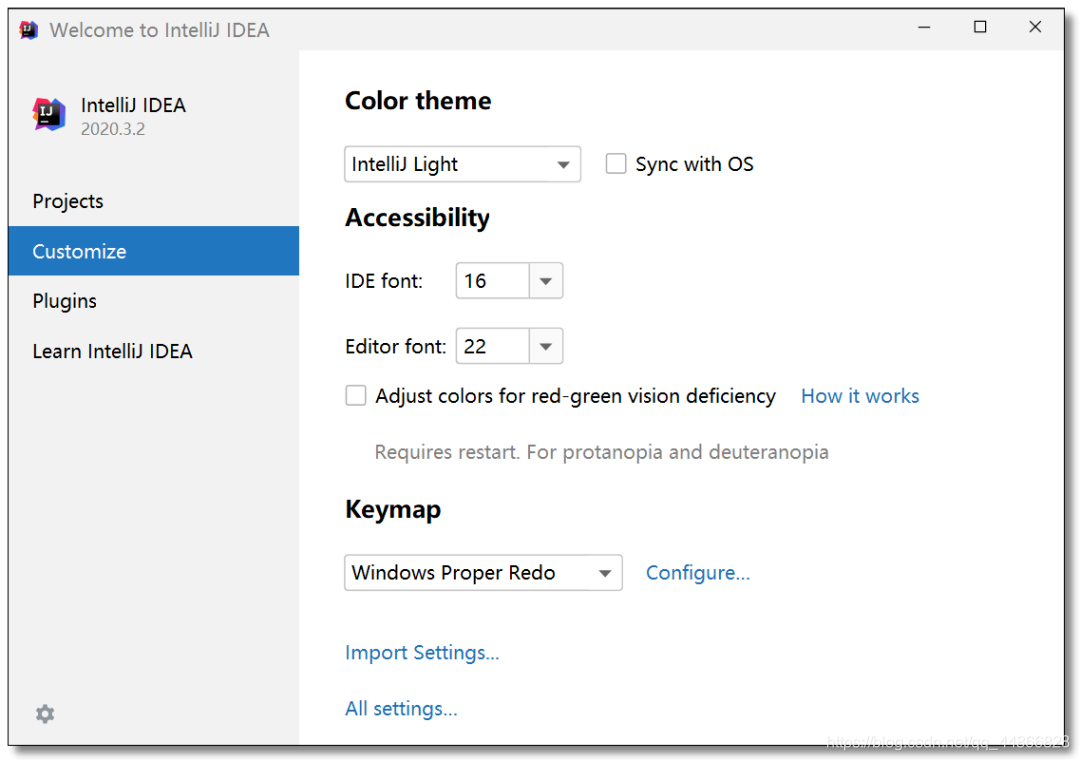 Welcome to IntelliJ IDEA
IJ
IntelliJ IDEA
2020.3.2
Projects
Customize
Plugins
Learn IntelliJ IDEA
Color theme
IntelliJ Light
Sync with OS
Accessibility
IDE font: 16
Editor font: 22
Adjust colors for red-green vision deficiency How it works
Requires restart. For protanopia and deuteranopia
Keymap
Windows Proper Redo Configure...
Import Settings...
All settings...
https://blog.csdn.net/qq_44866828